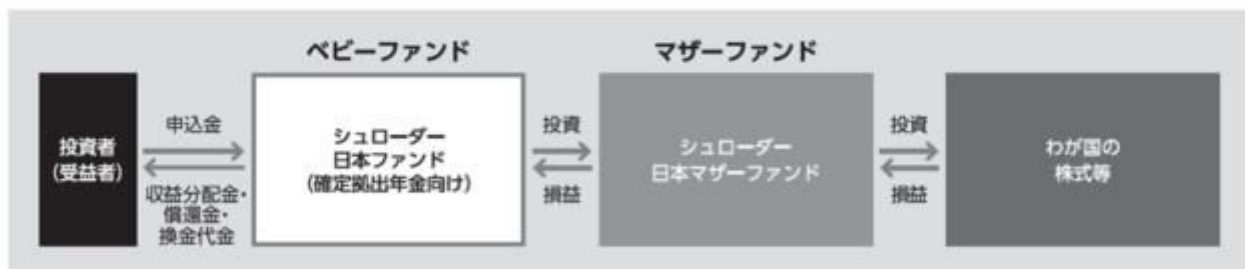 ベビーファンド
マザーファンド
投資者
(受益者)
申込金
収益分配金・
償還金・
換金代金
シュローダー
日本ファンド
(確定拠出年金向け)
投資
損益
シュローダー
日本マザーファンド
投資
損益
わが国の
株式等